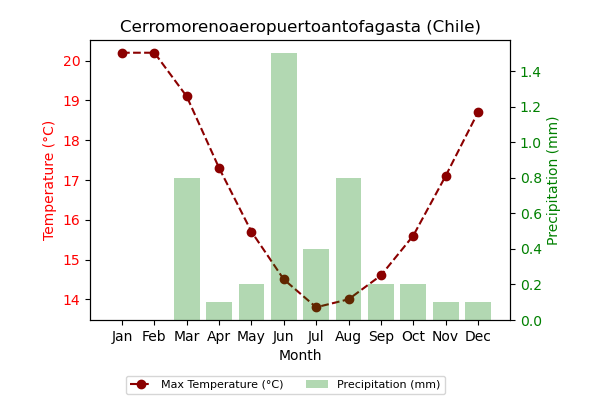 Cerromorenoaeropuertoantofagasta (Chile)
Temperature (°C)
20
19
18
17
16
15
14
1.4
1.2
1.0
0.8
0.6
0.4
0.2
0.0
Precipitation (mm)
Jan Feb Mar Apr May Jun Jul Aug Sep Oct Nov Dec
Month
Max Temperature (°C) Precipitation (mm)